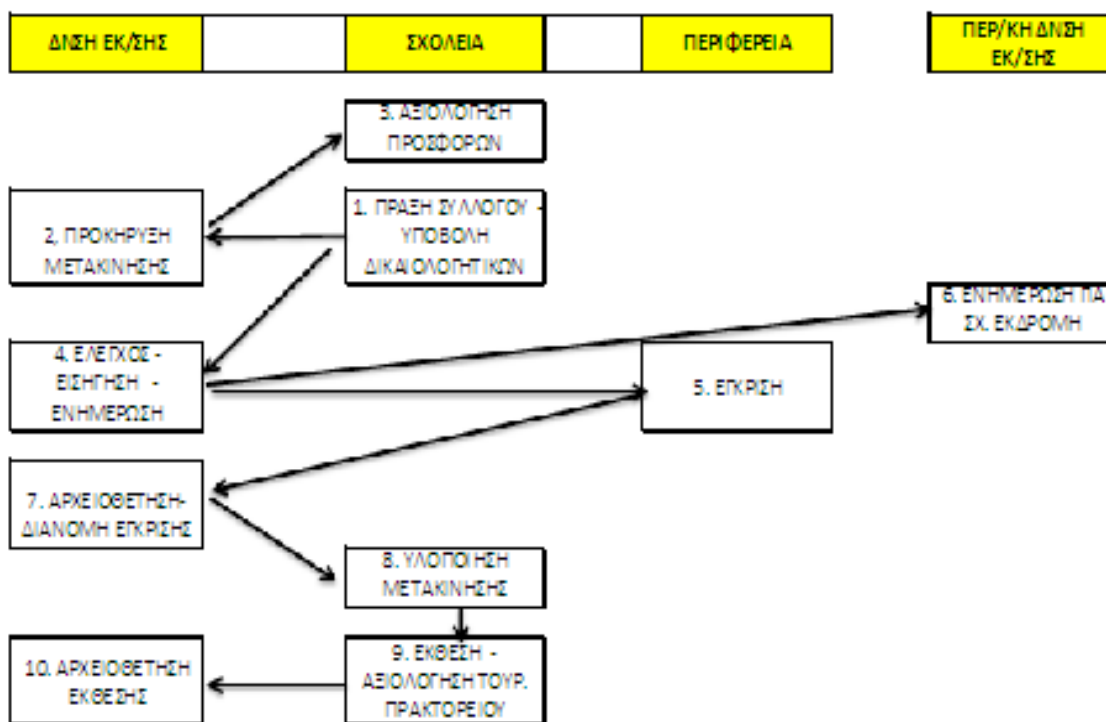 ΔΝΣΗ ΕΚ/ΣΗΣ
ΣΧΟΛΕΙΑ
ΠΕΡΙΦΕΡΕΙΑ
ΠΕΡ/ΚΗ ΔΝΣΗ
ΕΚ/ΣΗΣ
3. ΑΞΙΟΛΟΓΗΣΗ
ΠΡΟΣΦΟΡΩΝ
2, ΠΡΟΚΗΡΥΞΗ
ΜΕΤΑΚΙΝΗΣΗΣ
1. ΠΡΑΞΗ ΣΥΛΛΟΓΟΥ -
ΥΠΟΒΟΛΗ
ΔΙΚΑΙΟΛΟΓΗΤΙΚΩΝ
6. ΕΝΗΜΕΡΩΣΗ ΓΙΑ
ΣΧ. ΕΚΔΡΟΜΗ
4. ΕΛΕΓΧΟΣ -
ΕΙΣΗΓΗΣΗ -
ΕΝΗΜΕΡΩΣΗ
5. ΕΓΚΡΙΣΗ
7. ΑΡΧΕΙΟΘΕΤΗΣΗ-
ΔΙΑΝΟΜΗ ΕΓΚΡΙΣΗΣ
8. ΥΛΟΠΟΙΗΣΗ
ΜΕΤΑΚΙΝΗΣΗΣ
10. ΑΡΧΕΙΟΘΕΤΗΣΗ
ΕΚΘΕΣΗΣ
9. ΕΚΘΕΣΗ -
ΑΞΙΟΛΟΓΗΣΗ ΤΟΥΡ.
ΠΡΑΚΤΟΡΕΙΟΥ